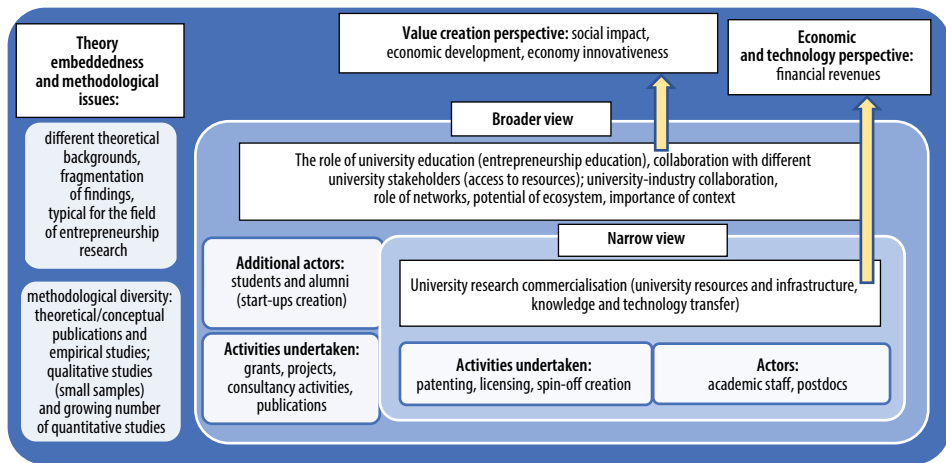 Theory
embeddedness
and methodological
issues:
different theoretical
backgrounds,
fragmentation
of findings,
typical for the field
of entrepreneurship
research
methodological diversity:
theoretical/conceptual
publications and
empirical studies;
qualitative studies
(small samples)
and growing number
of quantitative studies
Value creation perspective: social impact,
economic development, economy innovativeness
Economic
and technology perspective:
financial revenues
Broader view
The role of university education (entrepreneurship education), collaboration with different
university stakeholders (access to resources); university-industry collaboration,
role of networks, potential of ecosystem, importance of context
Additional actors:
students and alumni
(start-ups creation)
Activities undertaken:
grants, projects,
consultancy activities,
publications
Narrow view
University research commercialisation (university resources and infrastructure,
knowledge and technology transfer)
Activities undertaken:
patenting, licensing, spin-off creation
Actors:
academic staff, postdocs